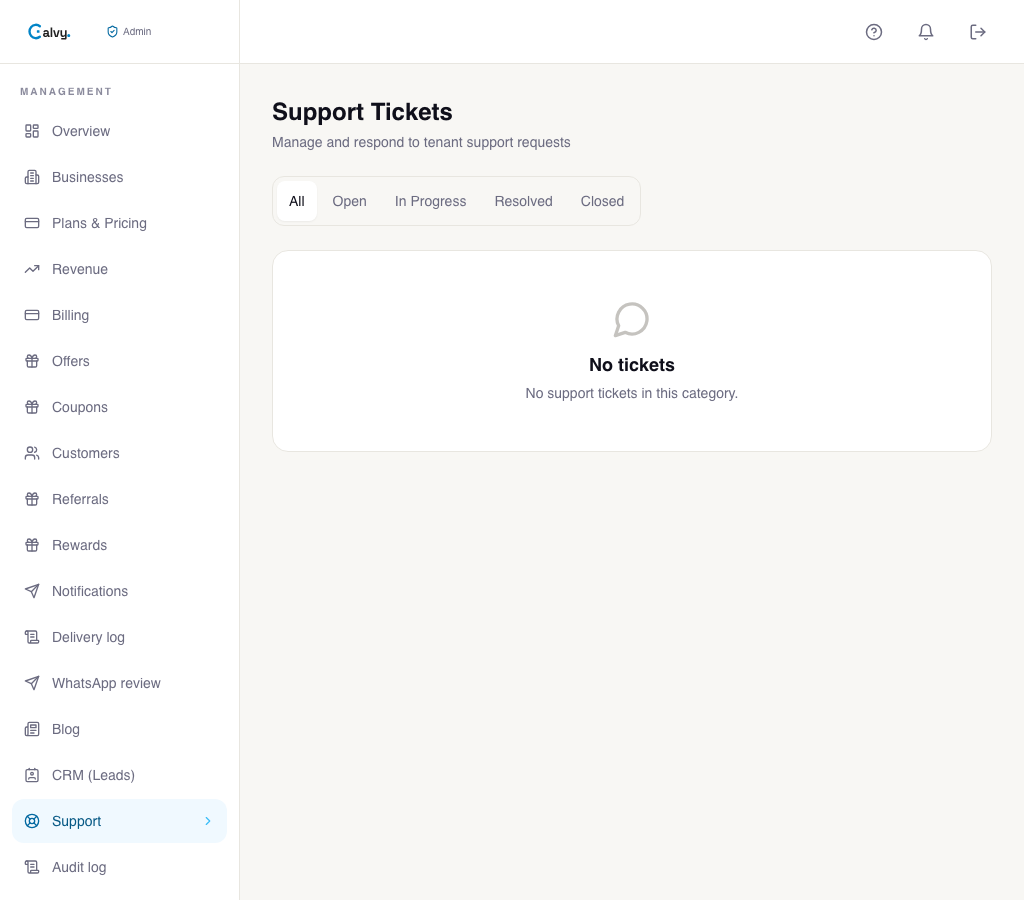 Calvy.
Admin
MANAGEMENT
Overview
Businesses
Plans & Pricing
Revenue
Billing
Offers
Coupons
Customers
Referrals
Rewards
Notifications
Delivery log
WhatsApp review
Blog
CRM (Leads)
Support
Audit log
Support Tickets
Manage and respond to tenant support requests
All
Open
In Progress
Resolved
Closed
No tickets
No support tickets in this category.